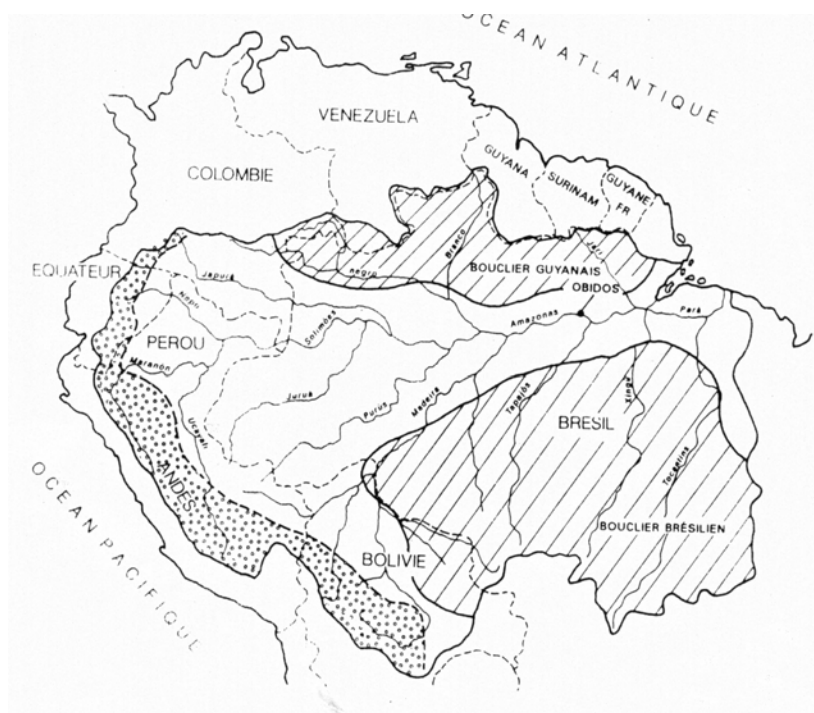 OCEAN ATLANTIQUE
VENEZUELA
COLOMBIE
GUYANA
SURINAM
GUYANE
FR
EQUATEUR
Japurá
Napo
negro
Branco
Jari
BOUCLIER GUYANAIS
OBIDOS
Amazonas
Pará
PEROU
Solimões
Marañón
Juruá
Purus
Madeira
Ucayali
Tapajós
Xingu
BRESIL
Tocantins
ANDES
BOUCLIER BRÉSILIEN
BOLIVIE
OCEAN PACIFIQUE